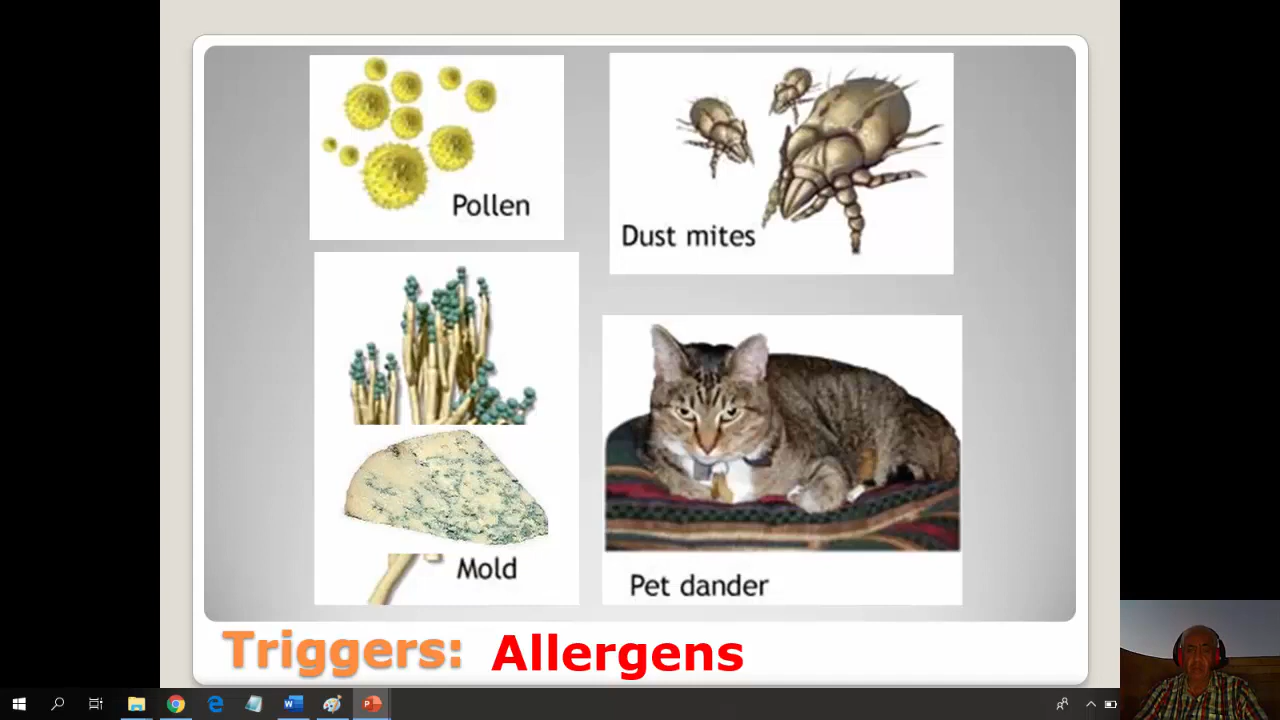 Pollen
Dust mites
Mold
Pet dander
Triggers: Allergens